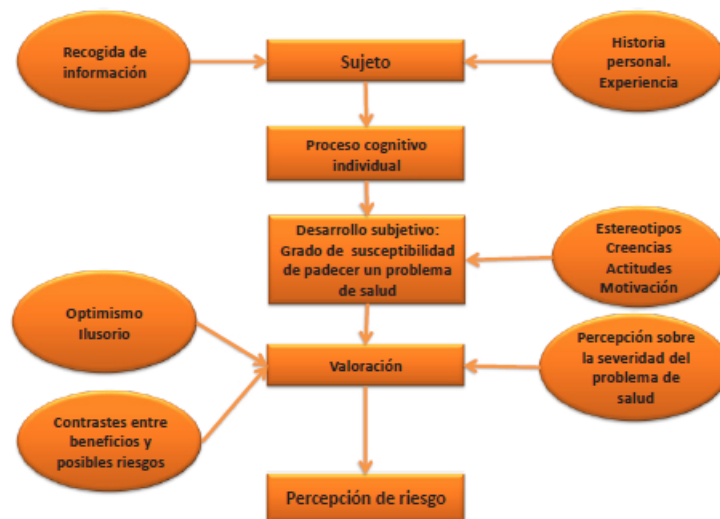 Recogida de
información
Sujeto
Historia
personal.
Experiencia
Proceso cognitivo
individual
Desarrollo subjetivo:
Grado de susceptibilidad
de padecer un problema
de salud
Estereotipos
Creencias
Actitudes
Motivación
Optimismo
Ilusorio
Valoración
Percepción sobre
la severidad del
problema de
salud
Contrastes entre
beneficios y
posibles riesgos
Percepción de riesgo